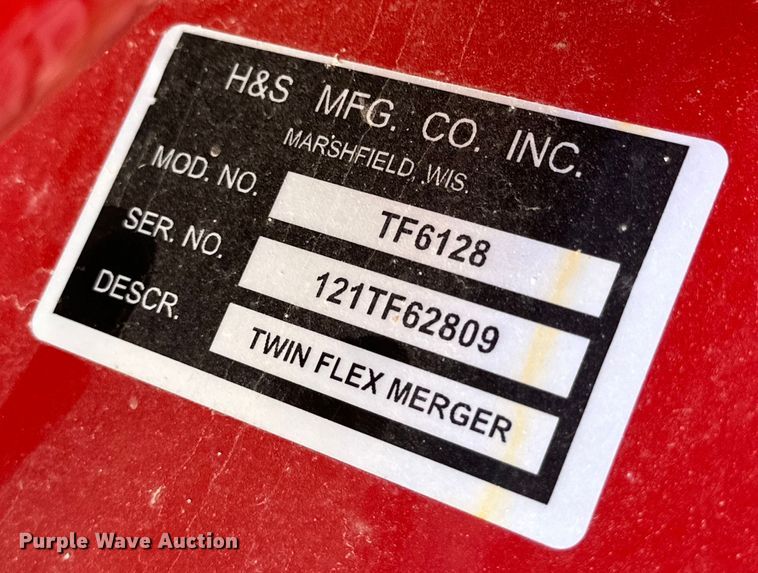 H&S MFG. CO. INC.
MARSHFIELD, WIS.
MOD. NO. TF6128
SER. NO. 121TF62809
DESCR. TWIN FLEX MERGER
Purple Wave Auction